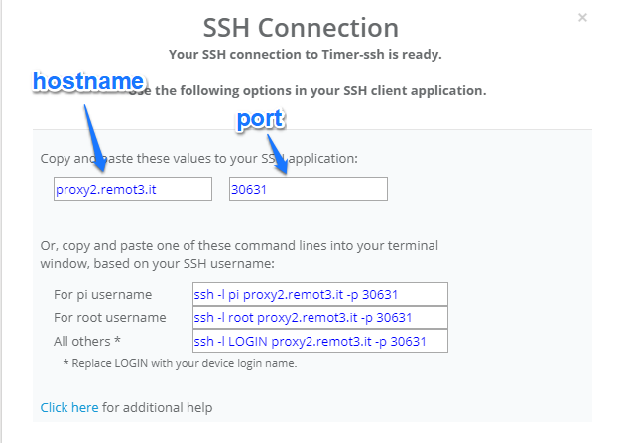 SSH Connection
×
Your SSH connection to Timer-ssh is ready.
hostname
Use the following options in your SSH client application.
port
Copy and paste these values to your SSH application:
proxy2.remot3.it
30631
Or, copy and paste one of these command lines into your terminal
window, based on your SSH username:
For pi username
ssh -l pi proxy2.remot3.it -p 30631
For root username
ssh -l root proxy2.remot3.it -p 30631
All others *
ssh -l LOGIN proxy2.remot3.it -p 30631
* Replace LOGIN with your device login name.
Click here for additional help